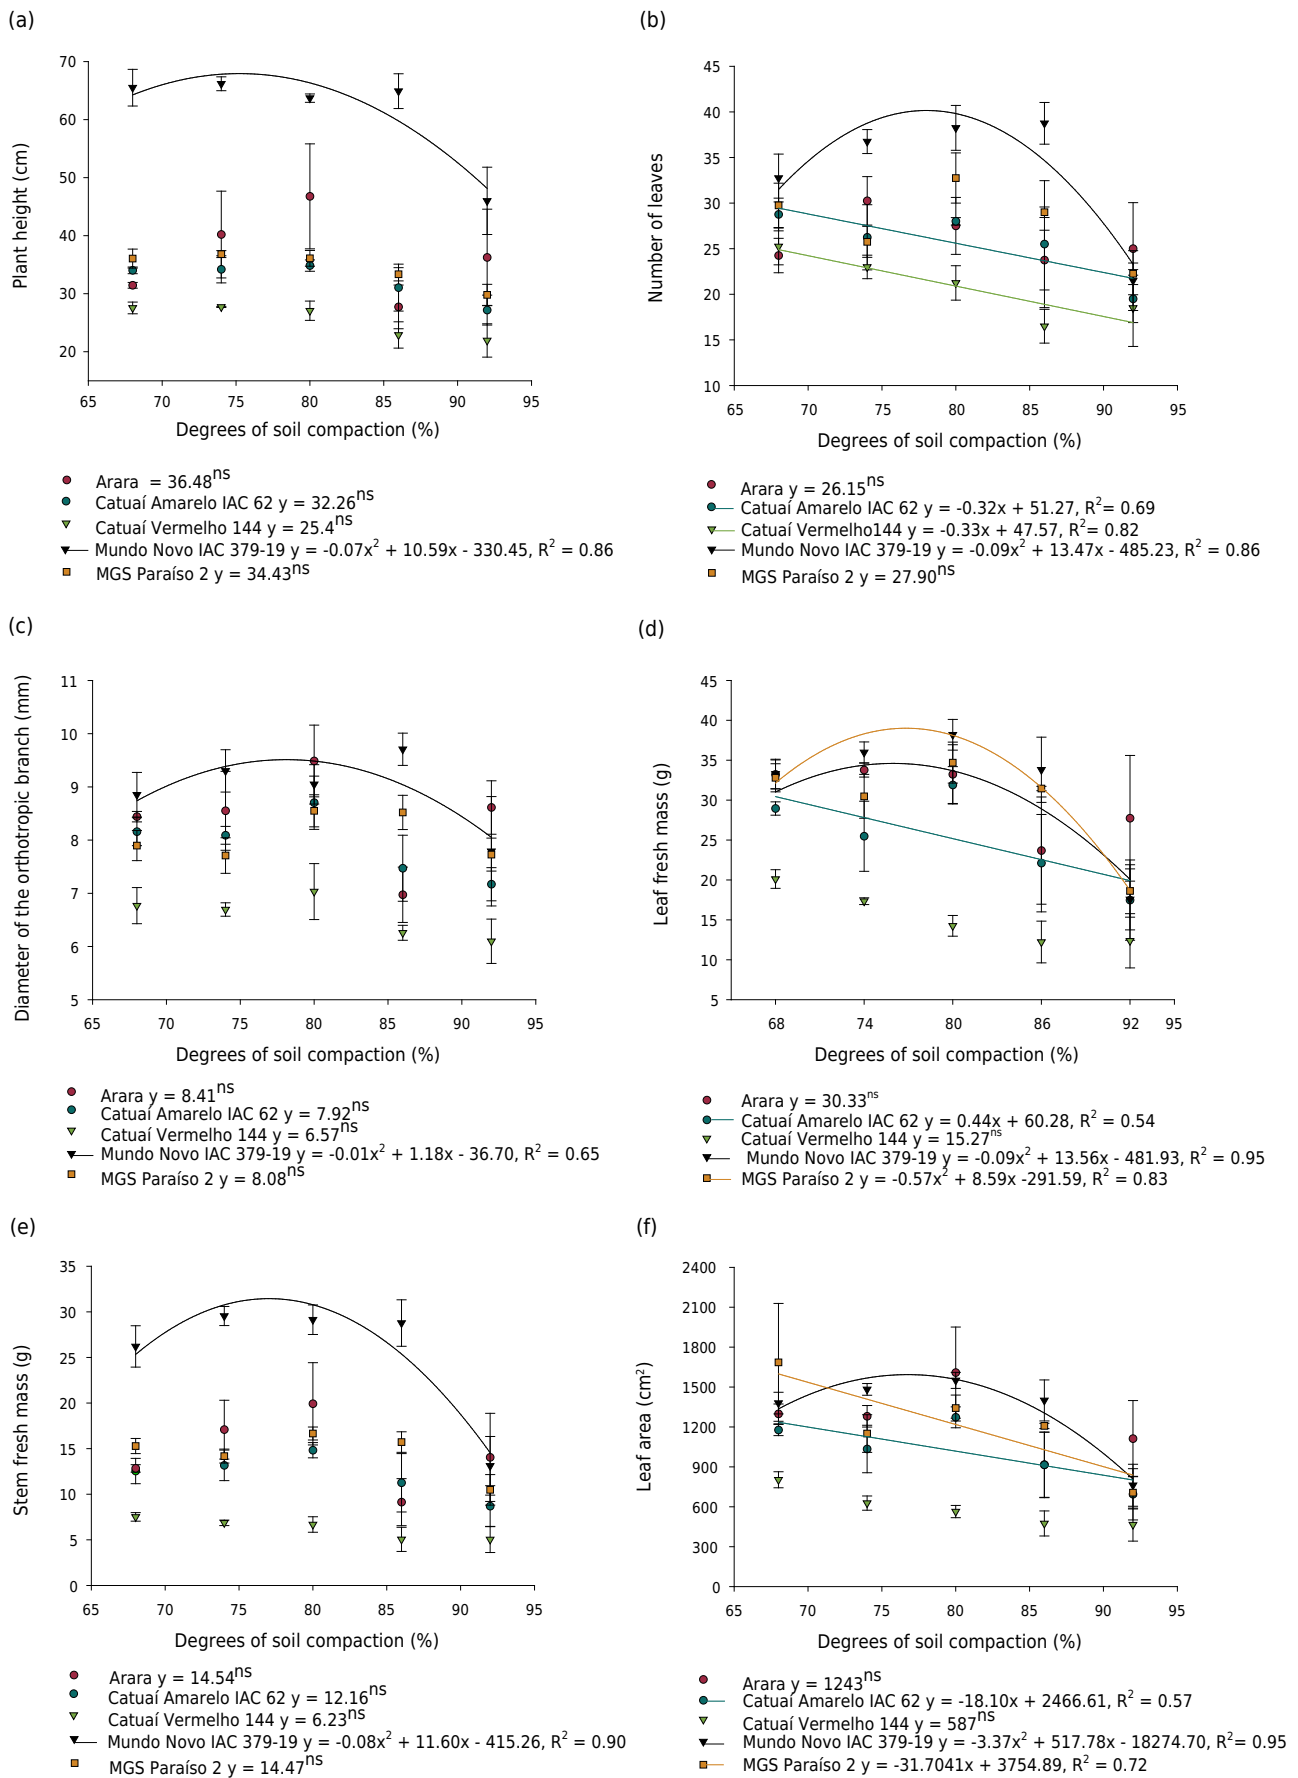 (a)
70
60
50
40
30
20
Plant height (cm)
65 70 75 80 85 90 95
Degrees of soil compaction (%)
Arara = 36.48ns
Catuaí Amarelo IAC 62 y = 32.26ns
Catuaí Vermelho 144 y = 25.4ns
Mundo Novo IAC 379-19 y = -0.07x² + 10.59x - 330.45, R² = 0.86
MGS Paraíso 2 y = 34.43ns
(b)
45
40
35
30
25
20
15
10
Number of leaves
65 70 75 80 85 90 95
Degrees of soil compaction (%)
Arara y = 26.15ns
Catuaí Amarelo IAC 62 y = -0.32x + 51.27, R² = 0.69
Catuaí Vermelho144 y = -0.33x + 47.57, R²= 0.82
Mundo Novo IAC 379-19 y = -0.09x² + 13.47x - 485.23, R² = 0.86
MGS Paraíso 2 y = 27.90ns
(c)
11
10
9
8
7
6
5
Diameter of the orthotropic branch (mm)
65 70 75 80 85 90 95
Degrees of soil compaction (%)
Arara y = 8.41ns
Catuaí Amarelo IAC 62 y = 7.92ns
Catuaí Vermelho 144 y = 6.57ns
Mundo Novo IAC 379-19 y = -0.01x² + 1.18x - 36.70, R² = 0.65
MGS Paraíso 2 y = 8.08ns
(d)
45
40
35
30
25
20
15
10
5
Leaf fresh mass (g)
68 74 80 86 92 95
Degrees of soil compaction (%)
Arara y = 30.33ns
Catuaí Amarelo IAC 62 y = 0.44x + 60.28, R² = 0.54
Catuaí Vermelho 144 y = 15.27ns
Mundo Novo IAC 379-19 y = -0.09x² + 13.56x - 481.93, R² = 0.95
MGS Paraíso 2 y = -0.57x² + 8.59x -291.59, R² = 0.83
(e)
35
30
25
20
15
10
5
0
Stem fresh mass (g)
65 70 75 80 85 90 95
Degrees of soil compaction (%)
Arara y = 14.54ns
Catuaí Amarelo IAC 62 y = 12.16ns
Catuaí Vermelho 144 y = 6.23ns
Mundo Novo IAC 379-19 y = -0.08x² + 11.60x - 415.26, R² = 0.90
MGS Paraíso 2 y = 14.47ns
(f)
2400
2100
1800
1500
1200
900
600
300
0
Leaf area (cm²)
65 70 75 80 85 90 95
Degrees of soil compaction (%)
Arara y = 1243ns
Catuaí Amarelo IAC 62 y = -18.10x + 2466.61, R² = 0.57
Catuaí Vermelho 144 y = 587ns
Mundo Novo IAC 379-19 y = -3.37x² + 517.78x - 18274.70, R² = 0.95
MGS Paraíso 2 y = -31.7041x + 3754.89, R² = 0.72